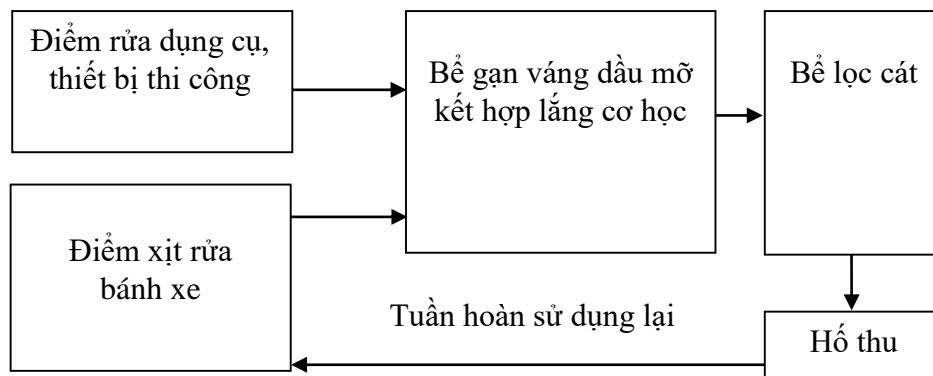 Điểm rửa dụng cụ,
thiết bị thi công
Bể gạn váng dầu mỡ
kết hợp lắng cơ học
Bể lọc cát
Điểm xịt rửa
bánh xe
Tuần hoàn sử dụng lại
Hố thu